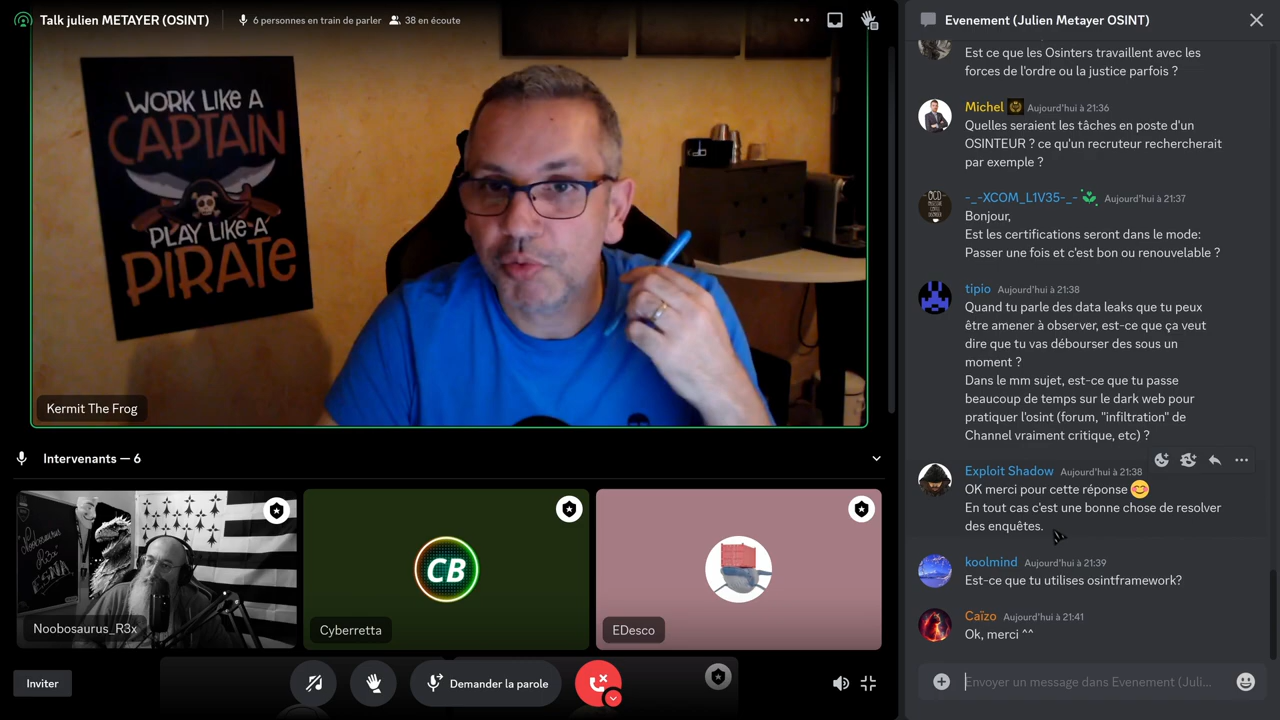 Talk julien METAYER (OSINT)
6 personnes en train de parler
38 en écoute
WORK LIKE A
CAPTAIN
PLAY LIKE A
PIRATE
Kermit The Frog
Intervenants — 6
Noobosaurus_R3x
CB
Cyberretta
EDesco
Inviter
Demander la parole
Evenement (Julien Metayer OSINT)
Est ce que les Osinters travaillent avec les
forces de l'ordre ou la justice parfois ?
Michel Aujourd'hui à 21:36
Quelles seraient les tâches en poste d'un
OSINTEUR ? ce qu'un recruteur rechercherait
par exemple ?
-_-XCOM_L1V35-_- Aujourd'hui à 21:37
Bonjour,
Est les certifications seront dans le mode:
Passer une fois et c'est bon ou renouvelable ?
tipio Aujourd'hui à 21:38
Quand tu parle des data leaks que tu peux
être amener à observer, est-ce que ça veut
dire que tu vas débourser des sous un
moment ?
Dans le mm sujet, est-ce que tu passe
beaucoup de temps sur le dark web pour
pratiquer l'osint (forum, "infiltration" de
Channel vraiment critique, etc) ?
Exploit Shadow Aujourd'hui à 21:38
OK merci pour cette réponse 😊
En tout cas c'est une bonne chose de resolver
des enquêtes.
koolmind Aujourd'hui à 21:39
Est-ce que tu utilises osintframework?
Caïzo Aujourd'hui à 21:41
Ok, merci ^^
Envoyer un message dans Evenement (Juli...